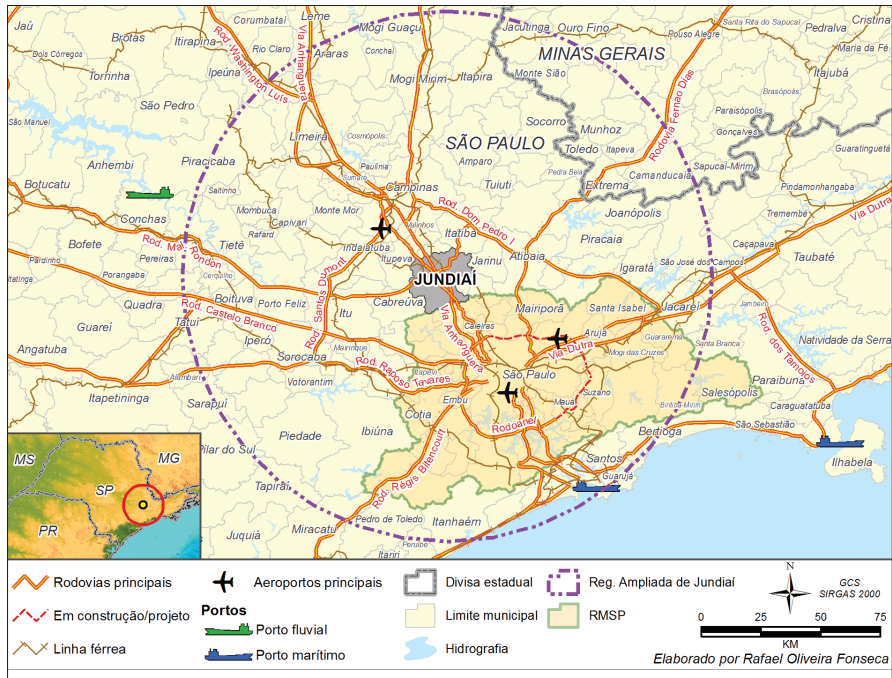 Jaú
Brotas
Corumbataí
Leme
Mogi Guaçu
Jacutinga
Ouro Fino
Santa Rita do Sapucaí
Cristina
Itirapina
Rio Claro
Araras
Conchal
Pouso Alegre
Pedralva
Maria da Fé
Dois Córregos
Torrinha
Ipeúna
Rod. Washington Luís
Via Anhanguera
Mogi Mirim
Itapira
Monte Sião
MINAS GERAIS
Itajubá
São Pedro
Brasópolis
São Manuel
Limeira
Cosmópolis
SÃO PAULO
Socorro
Munhoz
Paraisópolis
Gonçalves
Rodovia Fernao Dias
Anhembi
Piracicaba
Paulínia
Amparo
Toledo
Itapeva
Guaratinguetá
Sumaré
Pedra Bela
Sapucaí-Mirim
Botucatu
Saltinho
Campinas
Tuiuti
Extrema
Camanducaia
Pindamonhangaba
Conchas
Mombuca
Rafard
Capivari
Monte Mor
Valinhos
Rod. Dom Pedro I
Joanópolis
Tremembé
Via Dutra
Bofete
Rod. Mal. Rondon
Tietê
Indaiatuba
Itatiba
Piracaia
Caçapava
Taubaté
Pardinho
Pereiras
Itupeva
Jarinu
Atibaia
Itatinga
Porangaba
Cerquilho
JUNDIAÍ
Igaratá
São José dos Campos
Quadra
Boituva
Porto Feliz
Rod. Santos Dumont
Cabreuva
Mairiporã
Santa Isabel
Jacareí
Jambeiro
Guareí
Tatuí
Rod. Castelo Branco
Itu
Via Anhanguera
Caieiras
Arujá
Guararema
Rod. dos Tamoios
Natividade da Serra
Angatuba
Iperó
Mairinque
Via Dutra
Mogi das Cruzes
Santa Branca
Sorocaba
Rod. Raposo Tavares
Itapevi
São Paulo
Paraibuna
Alambari
Votorantim
Suzano
Salesópolis
Itapetininga
Sarapuí
Embu
Mauá
Biritiba-Mirim
Caraguatatuba
Cotia
Ibiúna
Rodoanel
Bertioga
São Sebastião
Piedade
Pilar do Sul
Rod. Régis Bitencourt
Santos
Guarujá
Ilhabela
MS
MG
SP
PR
Tapiraí
Juquiá
Miracatu
Pedro de Toledo
Itanhaém
Peruíbe
Itariri
Rodovias principais
Aeroportos principais
Divisa estadual
Reg. Ampliada de Jundiaí
N
GCS
SIRGAS 2000
Em construção/projeto
Portos
Porto fluvial
Limite municipal
RMSP
0 25 50 75
KM
Linha férrea
Porto marítimo
Hidrografia
Elaborado por Rafael Oliveira Fonseca